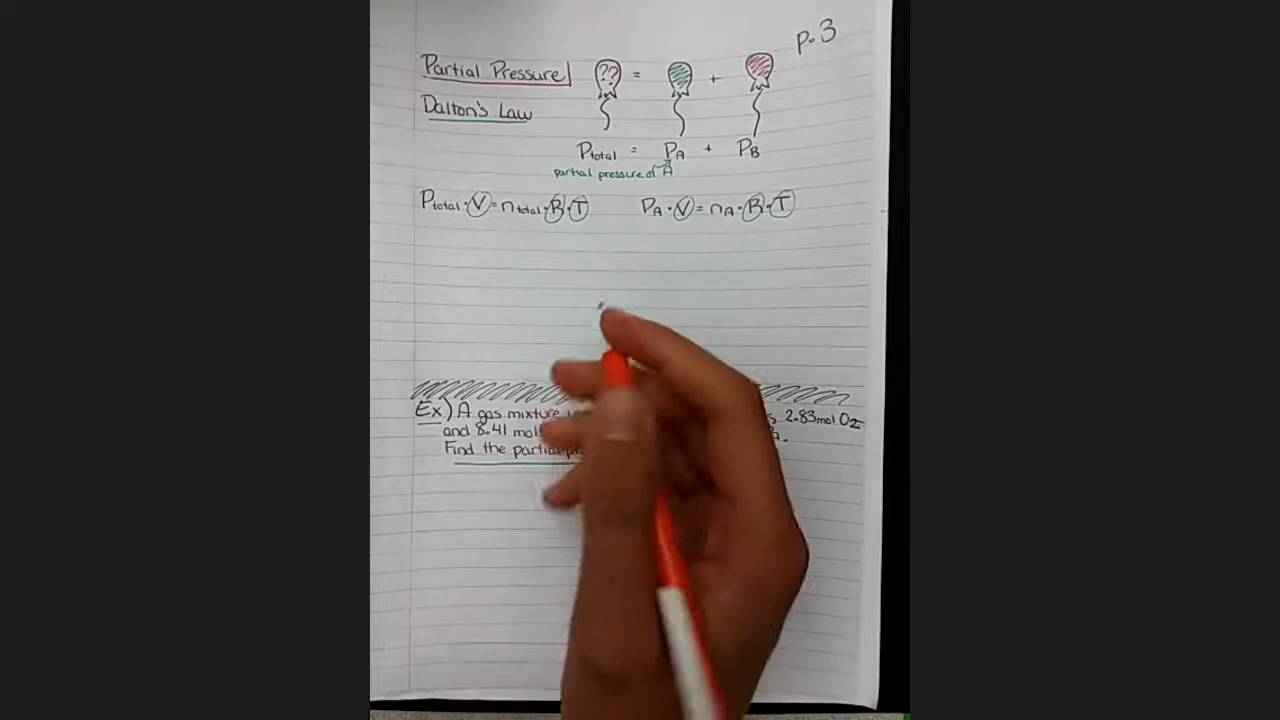 p. 3
Partial Pressure ?? = +
Dalton's Law
Ptotal = PA + PB
partial pressure of A
Ptotal · V = ntotal · R · T PA · V = nA · R · T
Ex) A gas mixture 2.83 mol O2
and 8.41 mol
Find the partial